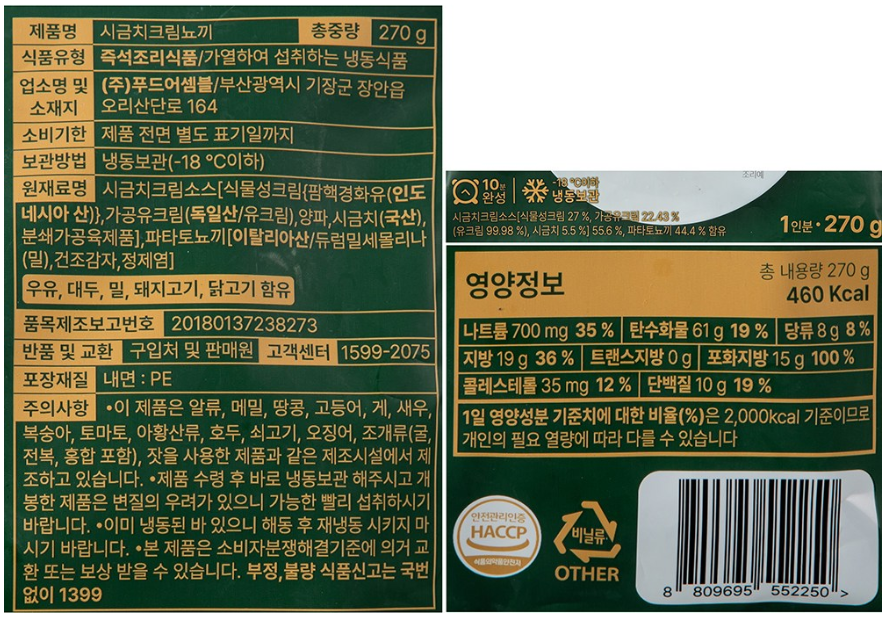 제품명 시금치크림뇨끼 총중량 270 g
식품유형 즉석조리식품/가열하여 섭취하는 냉동식품
업소명 및 소재지 (주)푸드어셈블/부산광역시 기장군 장안읍
오리산단로 164
소비기한 제품 전면 별도 표기일까지
보관방법 냉동보관(-18 ℃이하)
원재료명 시금치크림소스[식물성크림{팜핵경화유(인도
네시아 산)},가공유크림(독일산/유크림),양파,시금치(국산),
분쇄가공육제품],파타토뇨끼[이탈리아산/듀럼밀세몰리나
(밀),건조감자,정제염]
우유, 대두, 밀, 돼지고기, 닭고기 함유
품목제조보고번호 20180137238273
반품 및 교환 구입처 및 판매원 고객센터 1599-2075
포장재질 내면 : PE
주의사항 •이 제품은 알류, 메밀, 땅콩, 고등어, 게, 새우,
복숭아, 토마토, 아황산류, 호두, 쇠고기, 오징어, 조개류(굴,
전복, 홍합 포함), 잣을 사용한 제품과 같은 제조시설에서 제
조하고 있습니다. •제품 수령 후 바로 냉동보관 해주시고 개
봉한 제품은 변질의 우려가 있으니 가능한 빨리 섭취하시기
바랍니다. •이미 냉동된 바 있으니 해동 후 재냉동 시키지 마
시기 바랍니다. •본 제품은 소비자분쟁해결기준에 의거 교
환 또는 보상 받을 수 있습니다. 부정,불량 식품신고는 국번
없이 1399
조리예
10분 완성
-18 ℃이하 냉동보관
시금치크림소스[식물성크림 27 %, 가공유크림 22.43 %
(유크림 99.98 %), 시금치 5.5 %] 55.6 %, 파타토뇨끼 44.4 % 함유
1인분 · 270 g
영양정보
총 내용량 270 g
460 Kcal
나트륨 700 mg 35 % 탄수화물 61 g 19 % 당류 8 g 8 %
지방 19 g 36 % 트랜스지방 0 g 포화지방 15 g 100 %
콜레스테롤 35 mg 12 % 단백질 10 g 19 %
1일 영양성분 기준치에 대한 비율(%)은 2,000kcal 기준이므로
개인의 필요 열량에 따라 다를 수 있습니다
안전관리인증
HACCP
식품의약품안전처
비닐류
OTHER
8 809695 552250 >